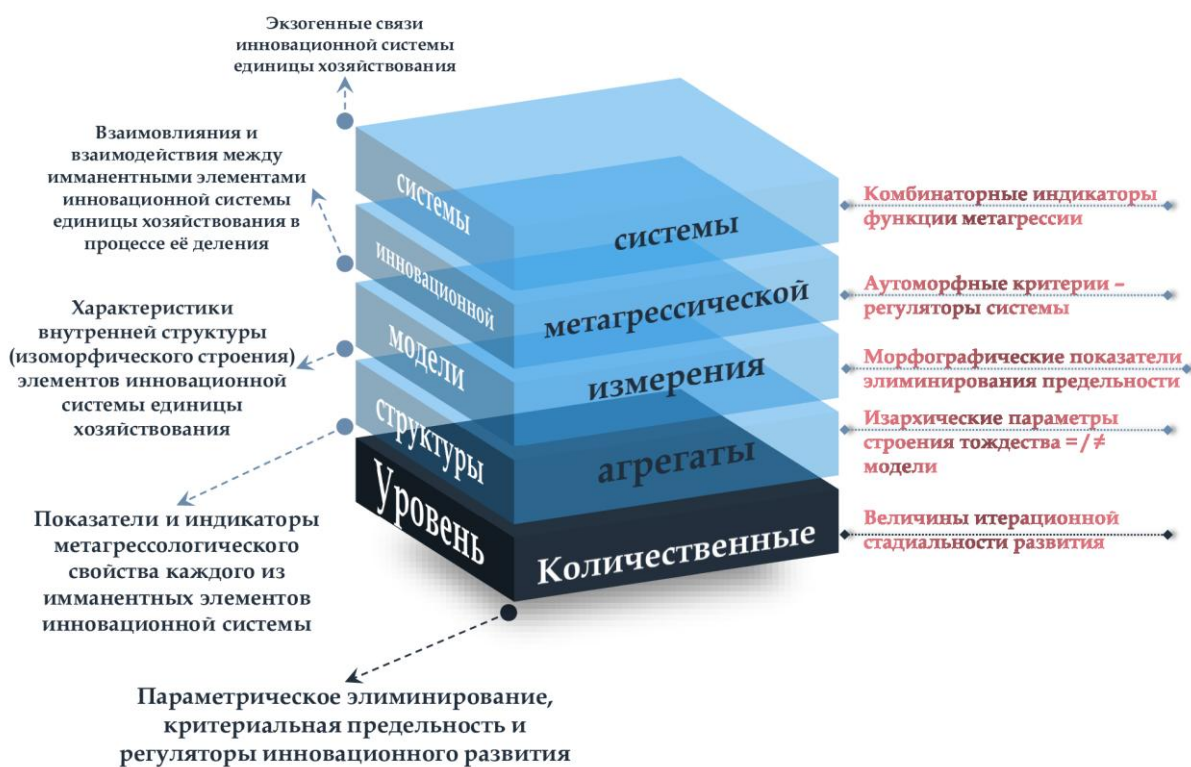 Экзогенные связи
инновационной системы
единицы хозяйствования
Взаимовлияния и
взаимодействия между
имманентными элементами
инновационной системы
единицы хозяйствования в
процессе её деления
Характеристики
внутренней структуры
(изоморфического строения)
элементов инновационной
системы единицы
хозяйствования
Показатели и индикаторы
метагрессологического
свойства каждого из
имманентных элементов
инновационной системы
Параметрическое элиминирование,
критериальная предельность и
регуляторы инновационного развития
системы
инновационной
модели
структуры
Уровень
системы
метагрессической
измерения
агрегаты
Количественные
Комбинаторные индикаторы
функции метагрессии
Аутоморфные критерии –
регуляторы системы
Морфографические показатели
элиминирования предельности
Изархические параметры
строения тождества =/≠
модели
Величины итерационной
стадиальности развития